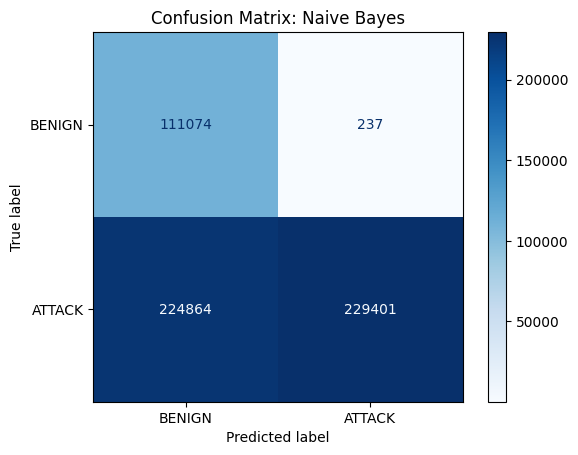 Confusion Matrix: Naive Bayes
BENIGN
111074
237
ATTACK
224864
229401
BENIGN
ATTACK
Predicted label
True label
200000
150000
100000
50000